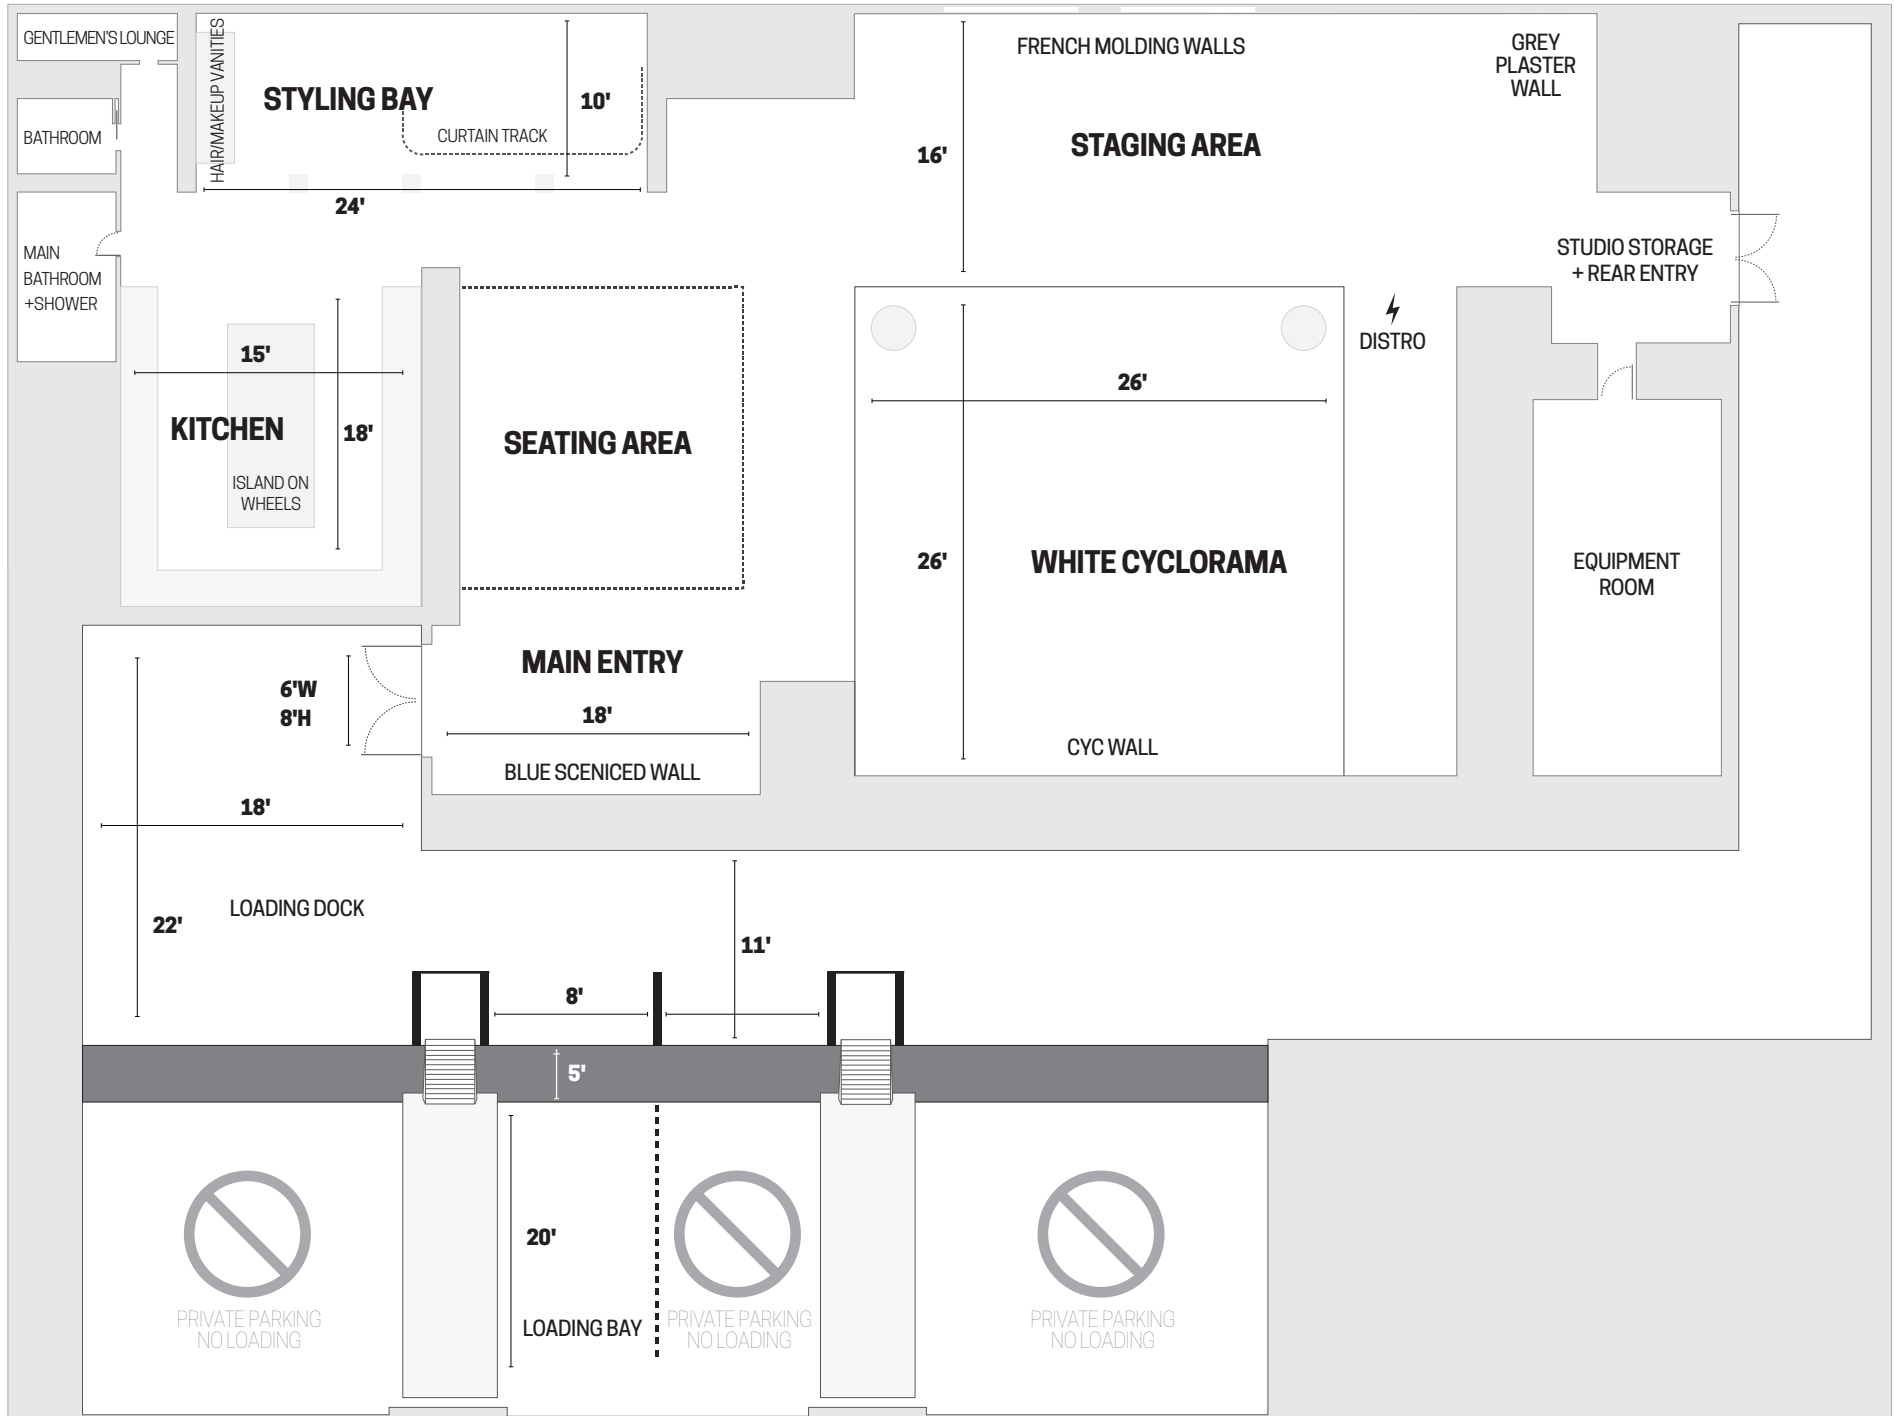 GENTLEMEN'S LOUNGE
HAIR/MAKEUP VANITIES
STYLING BAY
10'
CURTAIN TRACK
24'
FRENCH MOLDING WALLS
GREY
PLASTER
WALL
16'
STAGING AREA
BATHROOM
MAIN
BATHROOM
+SHOWER
STUDIO STORAGE
+ REAR ENTRY
DISTRO
15'
KITCHEN
18'
ISLAND ON
WHEELS
SEATING AREA
26'
26'
WHITE CYCLORAMA
CYC WALL
EQUIPMENT
ROOM
MAIN ENTRY
6'W
8'H
18'
BLUE SCENICED WALL
18'
22'
LOADING DOCK
11'
8'
5'
20'
LOADING BAY
PRIVATE PARKING
NO LOADING
PRIVATE PARKING
NO LOADING
PRIVATE PARKING
NO LOADING